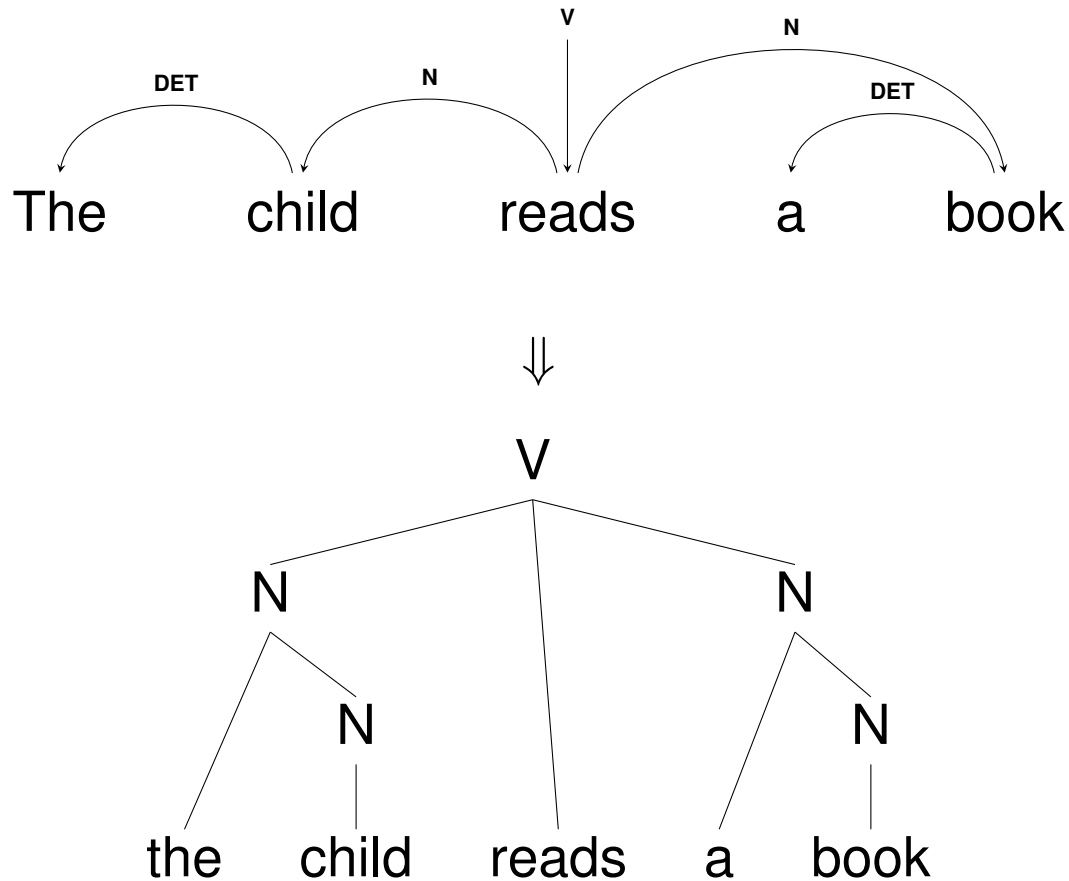 V
N
DET
N
DET
The child reads a book
⇓
V
N N
N N
the child reads a book